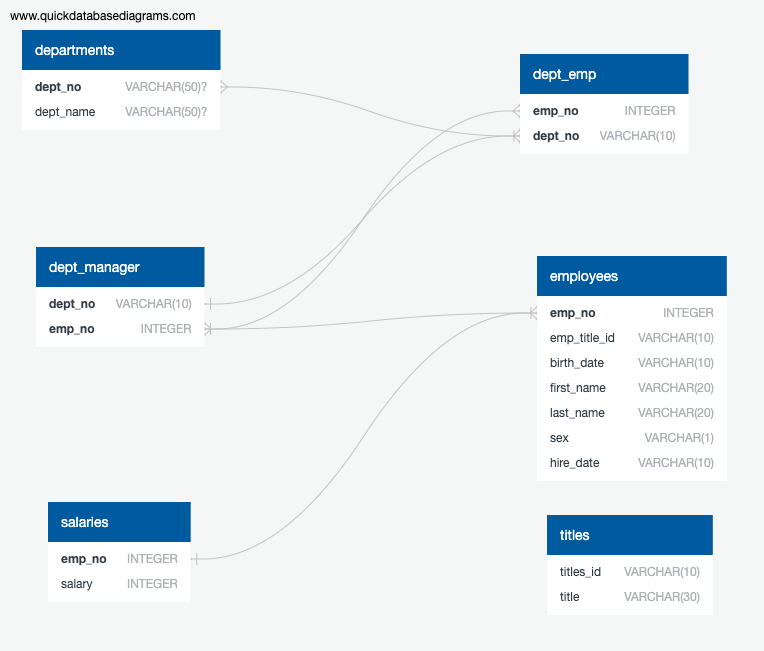 www.quickdatabasediagrams.com
departments
dept_no VARCHAR(50)?
dept_name VARCHAR(50)?
dept_emp
emp_no INTEGER
dept_no VARCHAR(10)
dept_manager
dept_no VARCHAR(10)
emp_no INTEGER
employees
emp_no INTEGER
emp_title_id VARCHAR(10)
birth_date VARCHAR(10)
first_name VARCHAR(20)
last_name VARCHAR(20)
sex VARCHAR(1)
hire_date VARCHAR(10)
salaries
emp_no INTEGER
salary INTEGER
titles
titles_id VARCHAR(10)
title VARCHAR(30)